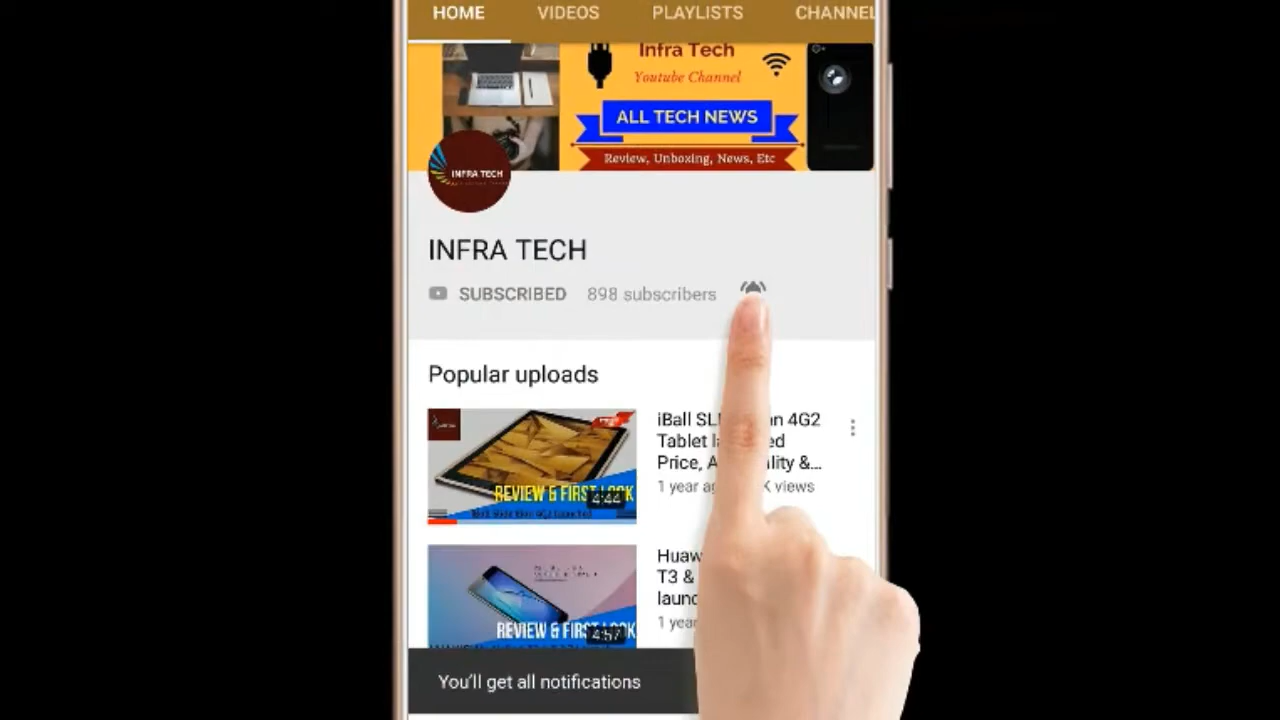 HOME VIDEOS PLAYLISTS CHANNEL
Infra Tech
Youtube Channel
ALL TECH NEWS
Review, Unboxing, News, Etc
INFRA TECH
INFRA TECH
SUBSCRIBED 898 subscribers
Popular uploads
iBall SL n 4G2
Tablet l ed
Price, A ility &...
1 year ag K views
REVIEW & FIRST LOOK
4:44
Huaw
T3 &
launc
1 year
REVIEW & FIRST LOOK
4:57
You'll get all notifications